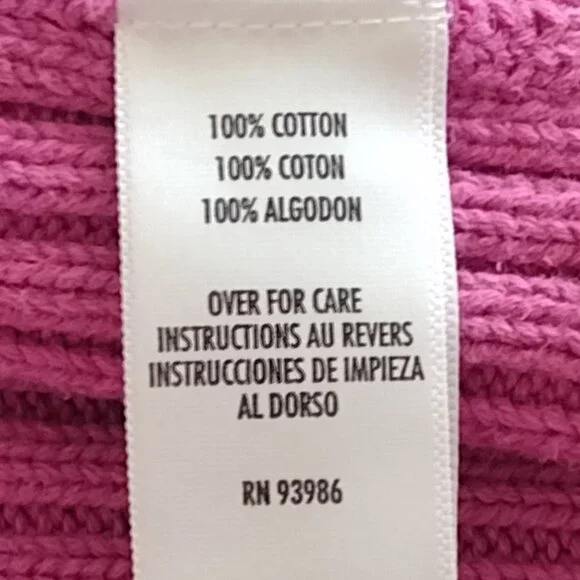 100% COTTON
100% COTON
100% ALGODON
OVER FOR CARE
INSTRUCTIONS AU REVERS
INSTRUCCIONES DE IMPIEZA
AL DORSO
RN 93986